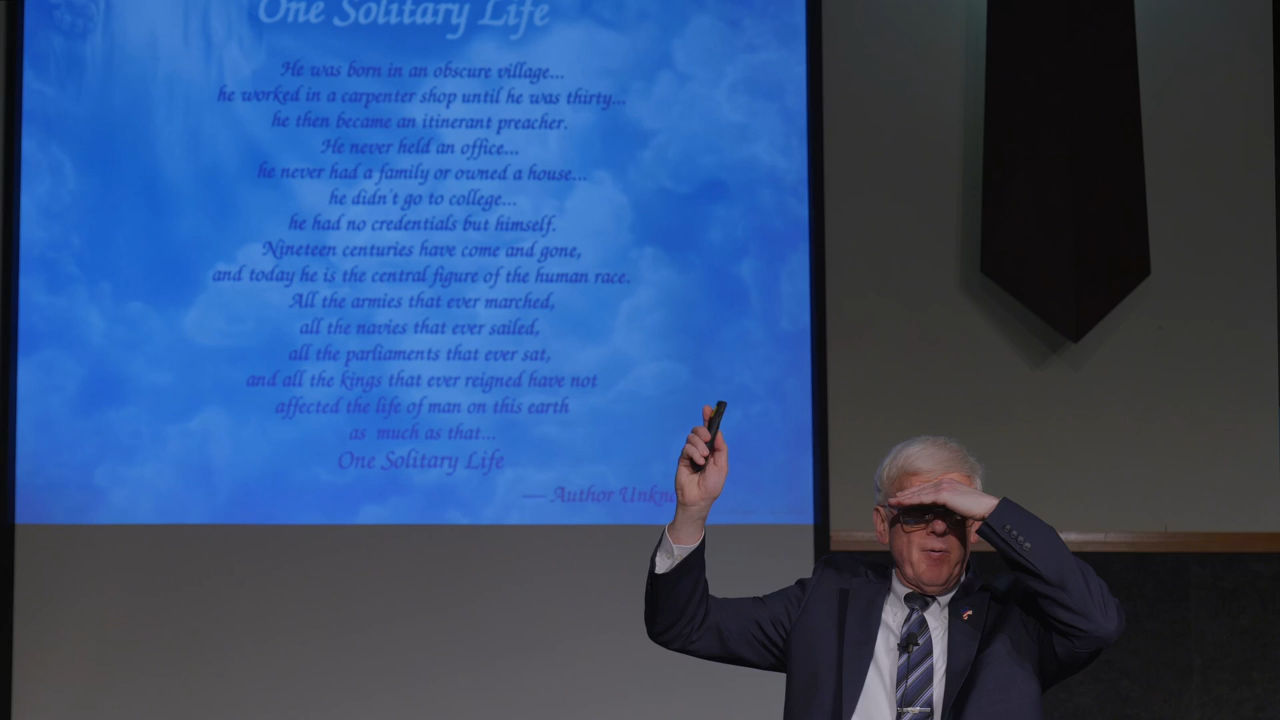 One Solitary Life
He was born in an obscure village...
he worked in a carpenter shop until he was thirty...
he then became an itinerant preacher.
He never held an office...
he never had a family or owned a house...
he didn't go to college...
he had no credentials but himself.
Nineteen centuries have come and gone,
and today he is the central figure of the human race.
All the armies that ever marched,
all the navies that ever sailed,
all the parliaments that ever sat,
and all the kings that ever reigned have not
affected the life of man on this earth
as much as that...
One Solitary Life
— Author